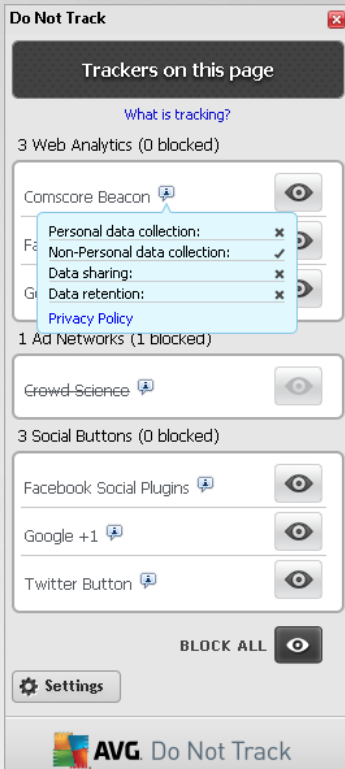 Do Not Track
Trackers on this page
What is tracking?
3 Web Analytics (0 blocked)
Comscore Beacon
Personal data collection:
Non-Personal data collection:
Data sharing:
Data retention:
Privacy Policy
1 Ad Networks (1 blocked)
Crowd Science
3 Social Buttons (0 blocked)
Facebook Social Plugins
Google +1
Twitter Button
BLOCK ALL
Settings
AVG. Do Not Track